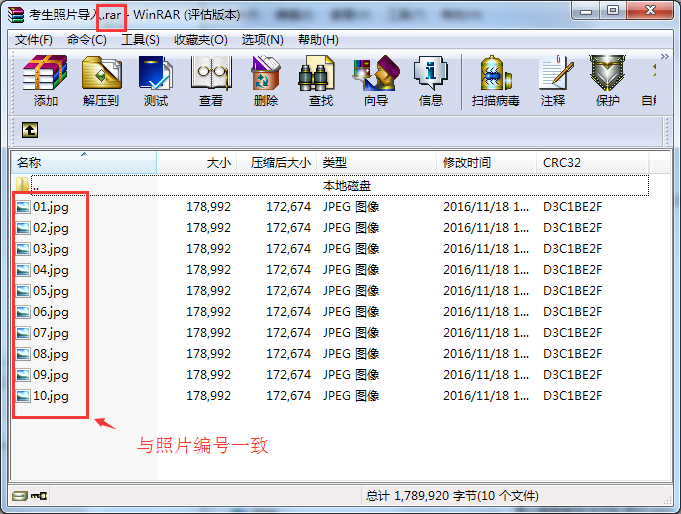 考生照片导入.rar - WinRAR (评估版本)
文件(F) 命令(C) 工具(S) 收藏夹(O) 选项(N) 帮助(H)
添加 解压到 测试 查看 删除 查找 向导 信息 扫描病毒 注释 保护
名称 大小 压缩后大小 类型 修改时间 CRC32
.. 本地磁盘
01.jpg 178,992 172,674 JPEG 图像 2016/11/18 1... D3C1BE2F
02.jpg 178,992 172,674 JPEG 图像 2016/11/18 1... D3C1BE2F
03.jpg 178,992 172,674 JPEG 图像 2016/11/18 1... D3C1BE2F
04.jpg 178,992 172,674 JPEG 图像 2016/11/18 1... D3C1BE2F
05.jpg 178,992 172,674 JPEG 图像 2016/11/18 1... D3C1BE2F
06.jpg 178,992 172,674 JPEG 图像 2016/11/18 1... D3C1BE2F
07.jpg 178,992 172,674 JPEG 图像 2016/11/18 1... D3C1BE2F
08.jpg 178,992 172,674 JPEG 图像 2016/11/18 1... D3C1BE2F
09.jpg 178,992 172,674 JPEG 图像 2016/11/18 1... D3C1BE2F
10.jpg 178,992 172,674 JPEG 图像 2016/11/18 1... D3C1BE2F
与照片编号一致
总计 1,789,920 字节(10 个文件)